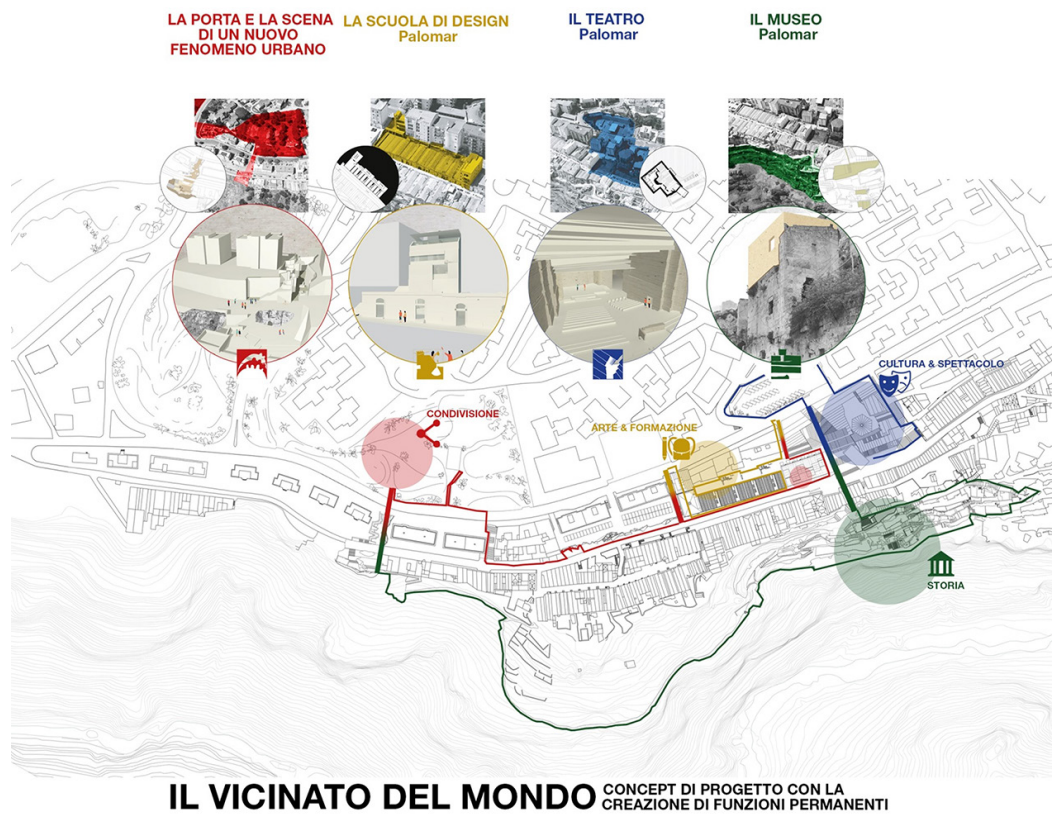 LA PORTA E LA SCENA
DI UN NUOVO
FENOMENO URBANO
LA SCUOLA DI DESIGN
Palomar
IL TEATRO
Palomar
IL MUSEO
Palomar
CULTURA & SPETTACOLO
CONDIVISIONE
ARTE & FORMAZIONE
STORIA
IL VICINATO DEL MONDO
CONCEPT DI PROGETTO CON LA
CREAZIONE DI FUNZIONI PERMANENTI